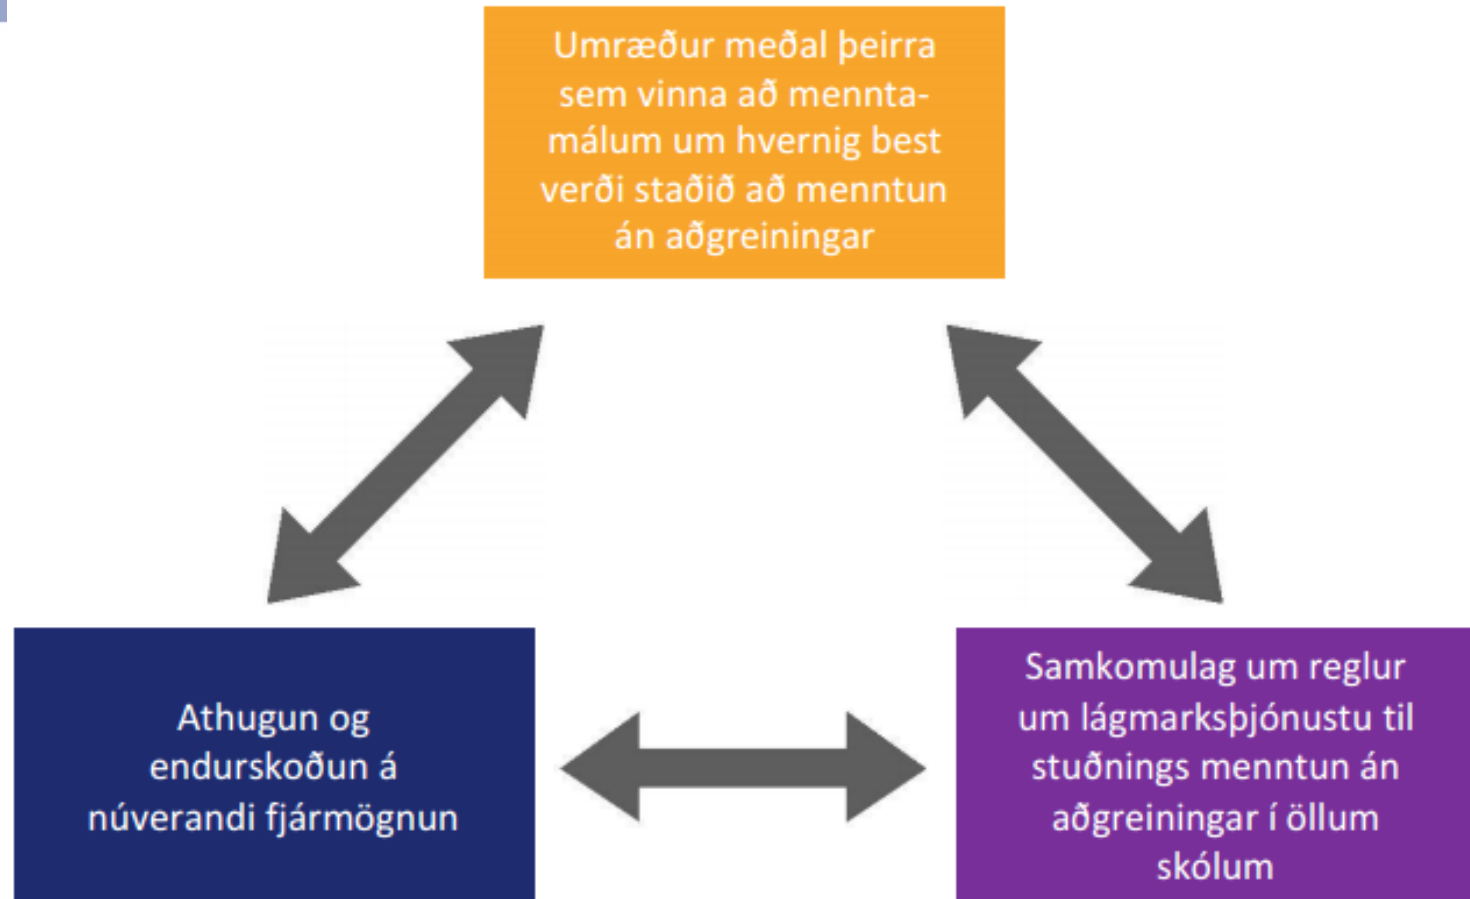 Umræður meðal þeirra
sem vinna að mennta-
málum um hvernig best
verði staðið að menntun
án aðgreiningar
Athugun og
endurskoðun á
núverandi fjármögnun
Samkomulag um reglur
um lágmarksþjónustu til
stuðnings menntun án
aðgreiningar í öllum
skólum